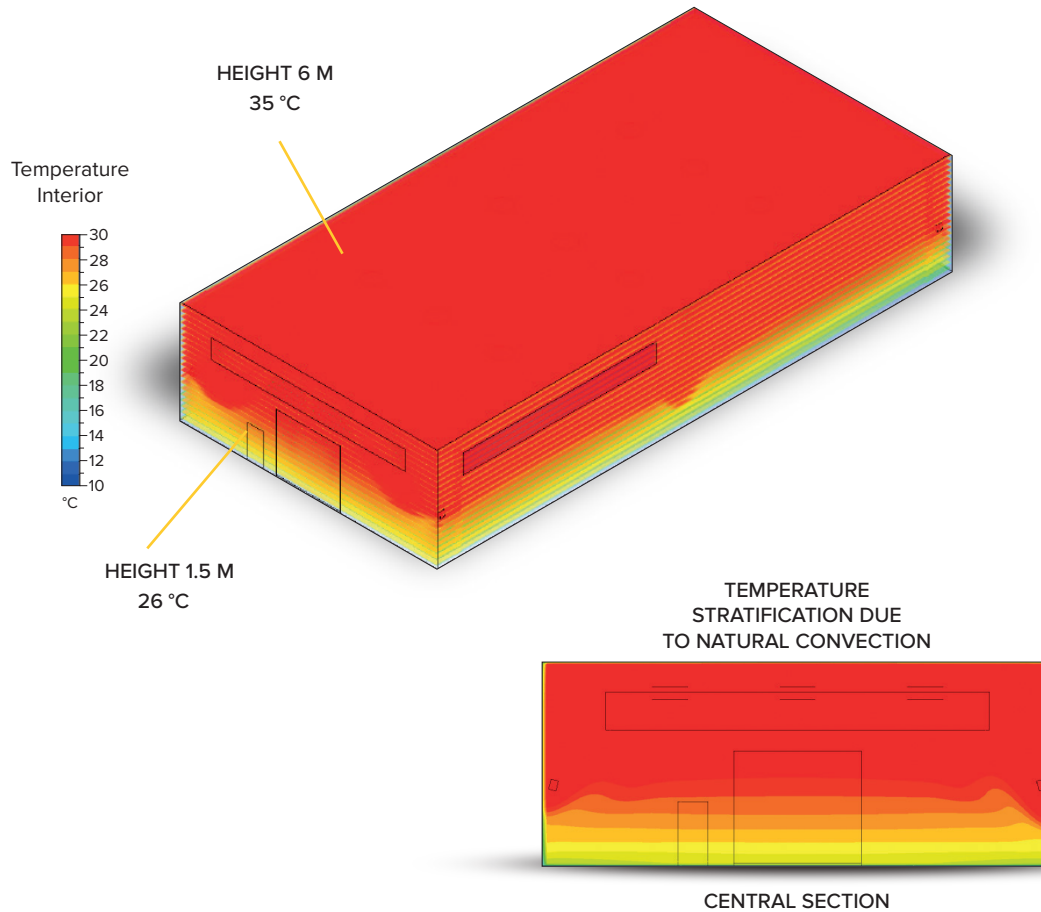 HEIGHT 6 M
35 °C
Temperature
Interior
30
28
26
24
22
20
18
16
14
12
10
°C
HEIGHT 1.5 M
26 °C
TEMPERATURE
STRATIFICATION DUE
TO NATURAL CONVECTION
CENTRAL SECTION